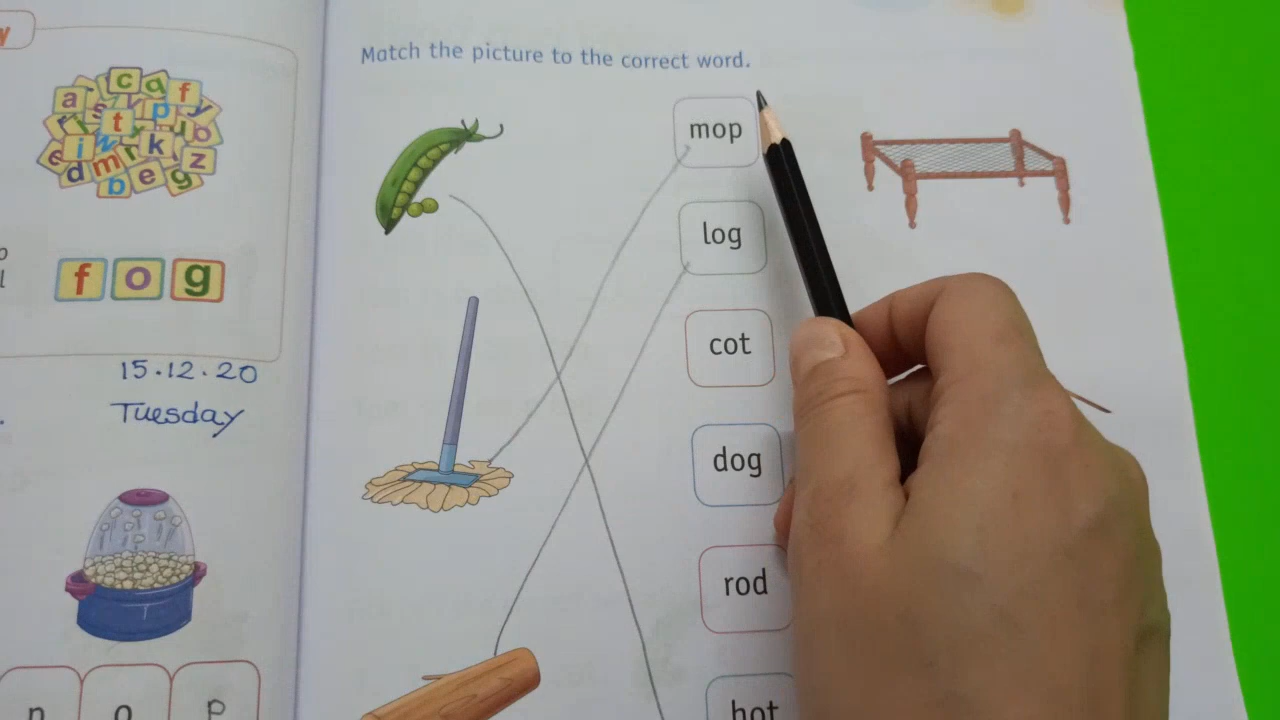 y
c a f
a s p y
r t b
i z k
e d m r z
b e g
f o g
15.12.20
Tuesday
n o p
Match the picture to the correct word.
mop
log
cot
dog
rod
hot